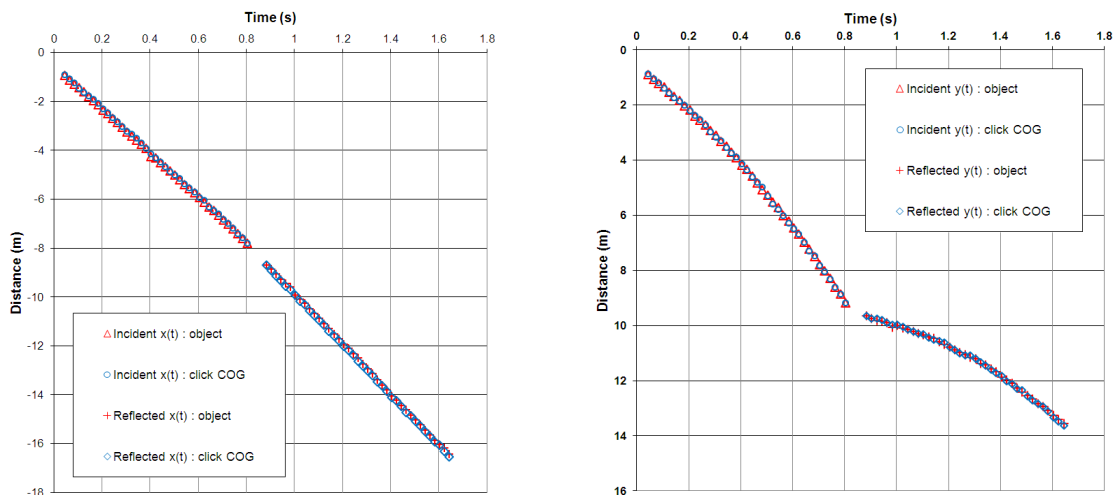 Time (s)
0 0.2 0.4 0.6 0.8 1 1.2 1.4 1.6 1.8
0
-2
-4
-6
-8
-10
-12
-14
-16
-18
Distance (m)
Incident x(t) : object
Incident x(t) : click COG
Reflected x(t) : object
Reflected x(t) : click COG
Time (s)
0 0.2 0.4 0.6 0.8 1 1.2 1.4 1.6 1.8
0
2
4
6
8
10
12
14
16
Distance (m)
Incident y(t) : object
Incident y(t) : click COG
Reflected y(t) : object
Reflected y(t) : click COG